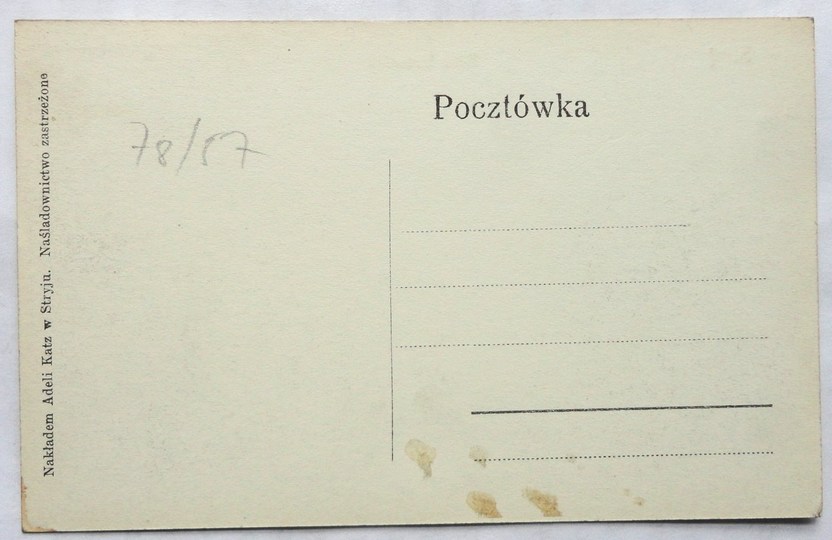 Pocztówka
78/57
Nakładem Adeli Katz w Stryju. Naśladownictwo zastrzeżone